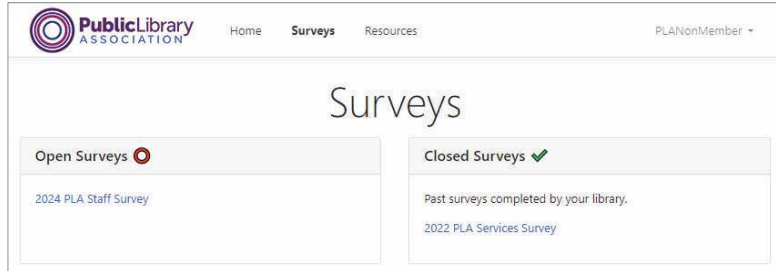 PublicLibrary
ASSOCIATION
Home Surveys Resources PLANonMember
Surveys
Open Surveys
2024 PLA Staff Survey
Closed Surveys
Past surveys completed by your library.
2022 PLA Services Survey